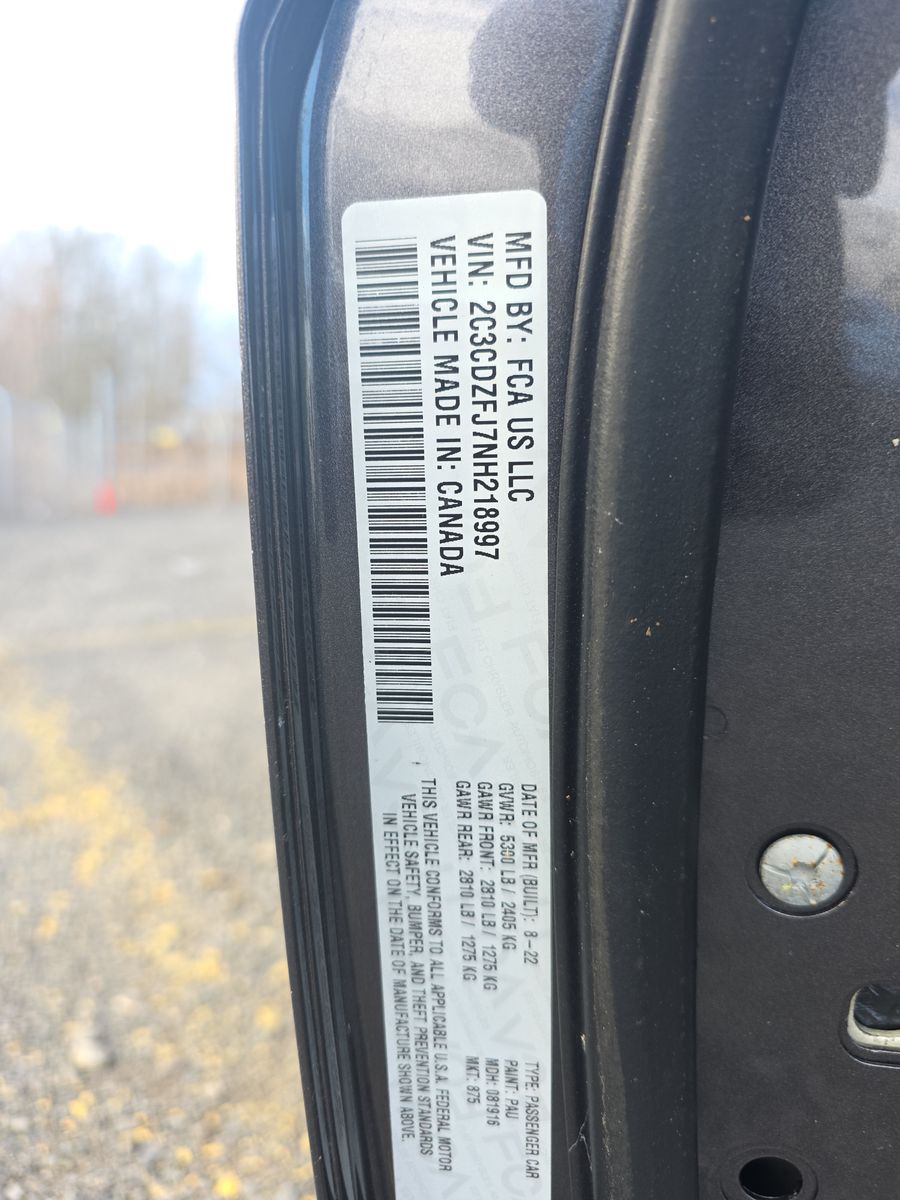 MFD BY: FCA US LLC
VIN: 2C3CDZFJ7NH218997
VEHICLE MADE IN: CANADA
DATE OF MFR (BUILT): 8-22
GVWR: 5300 LB / 2405 KG
GAWR FRONT: 2810 LB / 1275 KG
GAWR REAR: 2810 LB / 1275 KG
TYPE: PASSENGER CAR
PAINT: PAU
MDH: 081916
MKT: 875
THIS VEHICLE CONFORMS TO ALL APPLICABLE U.S.A. FEDERAL MOTOR
VEHICLE SAFETY, BUMPER, AND THEFT PREVENTION STANDARDS
IN EFFECT ON THE DATE OF MANUFACTURE SHOWN ABOVE.
FCA